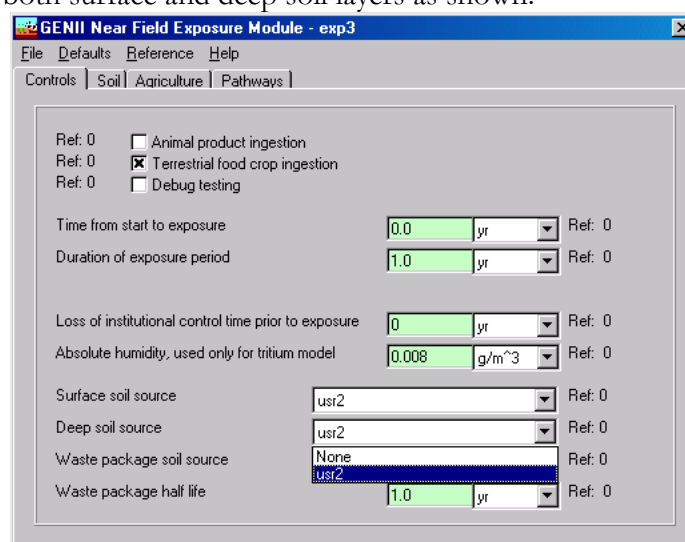 both surface and deep soil layers as shown.
GENII Near Field Exposure Module - exp3
File Defaults Reference Help
Controls Soil Agriculture Pathways
Ref: 0 Animal product ingestion
Ref: 0 Terrestrial food crop ingestion
Ref: 0 Debug testing
Time from start to exposure 0.0 yr Ref: 0
Duration of exposure period 1.0 yr Ref: 0
Loss of institutional control time prior to exposure 0 yr Ref: 0
Absolute humidity, used only for tritium model 0.008 g/m^3 Ref: 0
Surface soil source usr2 Ref: 0
Deep soil source usr2 Ref: 0
Waste package soil source None Ref: 0
usr2
Waste package half life 1.0 yr Ref: 0